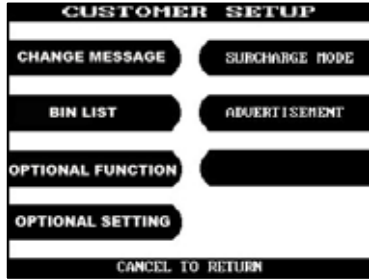 CUSTOMER SETUP
CHANGE MESSAGE
SURCHARGE MODE
BIN LIST
ADVERTISEMENT
OPTIONAL FUNCTION
OPTIONAL SETTING
CANCEL TO RETURN